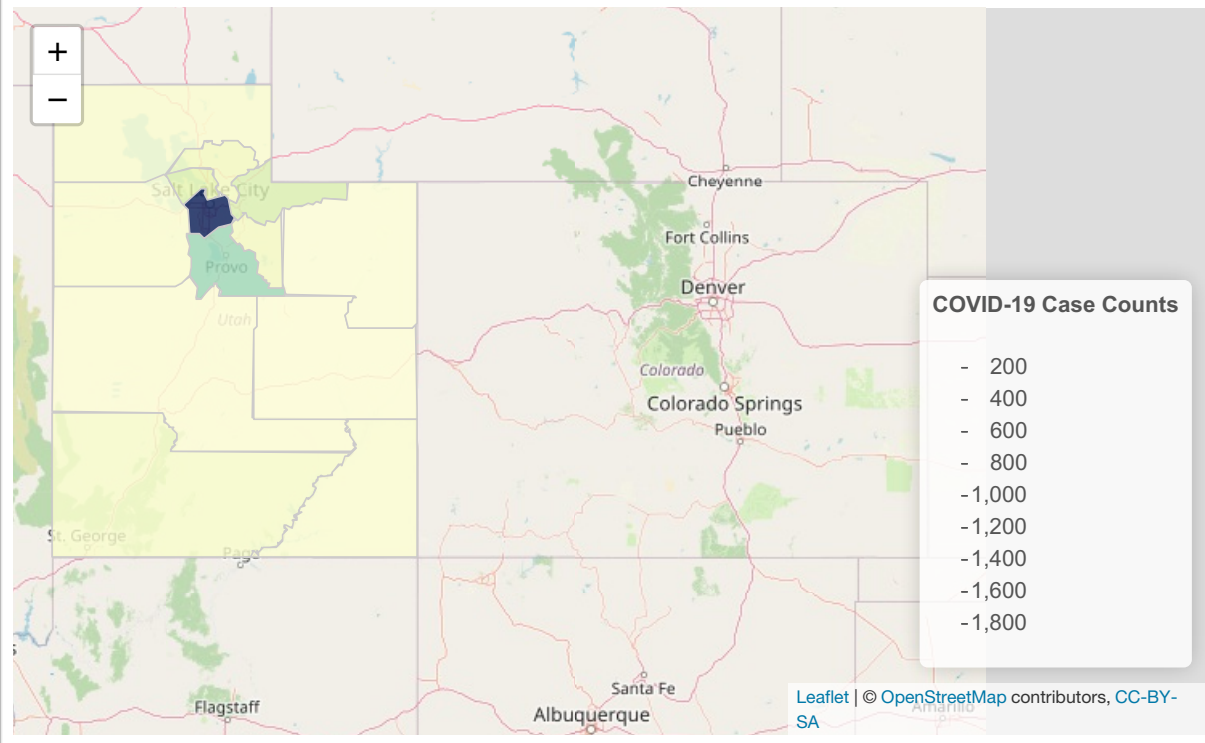 +
−
Salt Lake City
Provo
Utah
St. George
Page
Flagstaff
Cheyenne
Fort Collins
Denver
Colorado
Colorado Springs
Pueblo
Santa Fe
Albuquerque
Amarillo
COVID-19 Case Counts
- 200
- 400
- 600
- 800
-1,000
-1,200
-1,400
-1,600
-1,800
Leaflet | © OpenStreetMap contributors, CC-BY-
SA